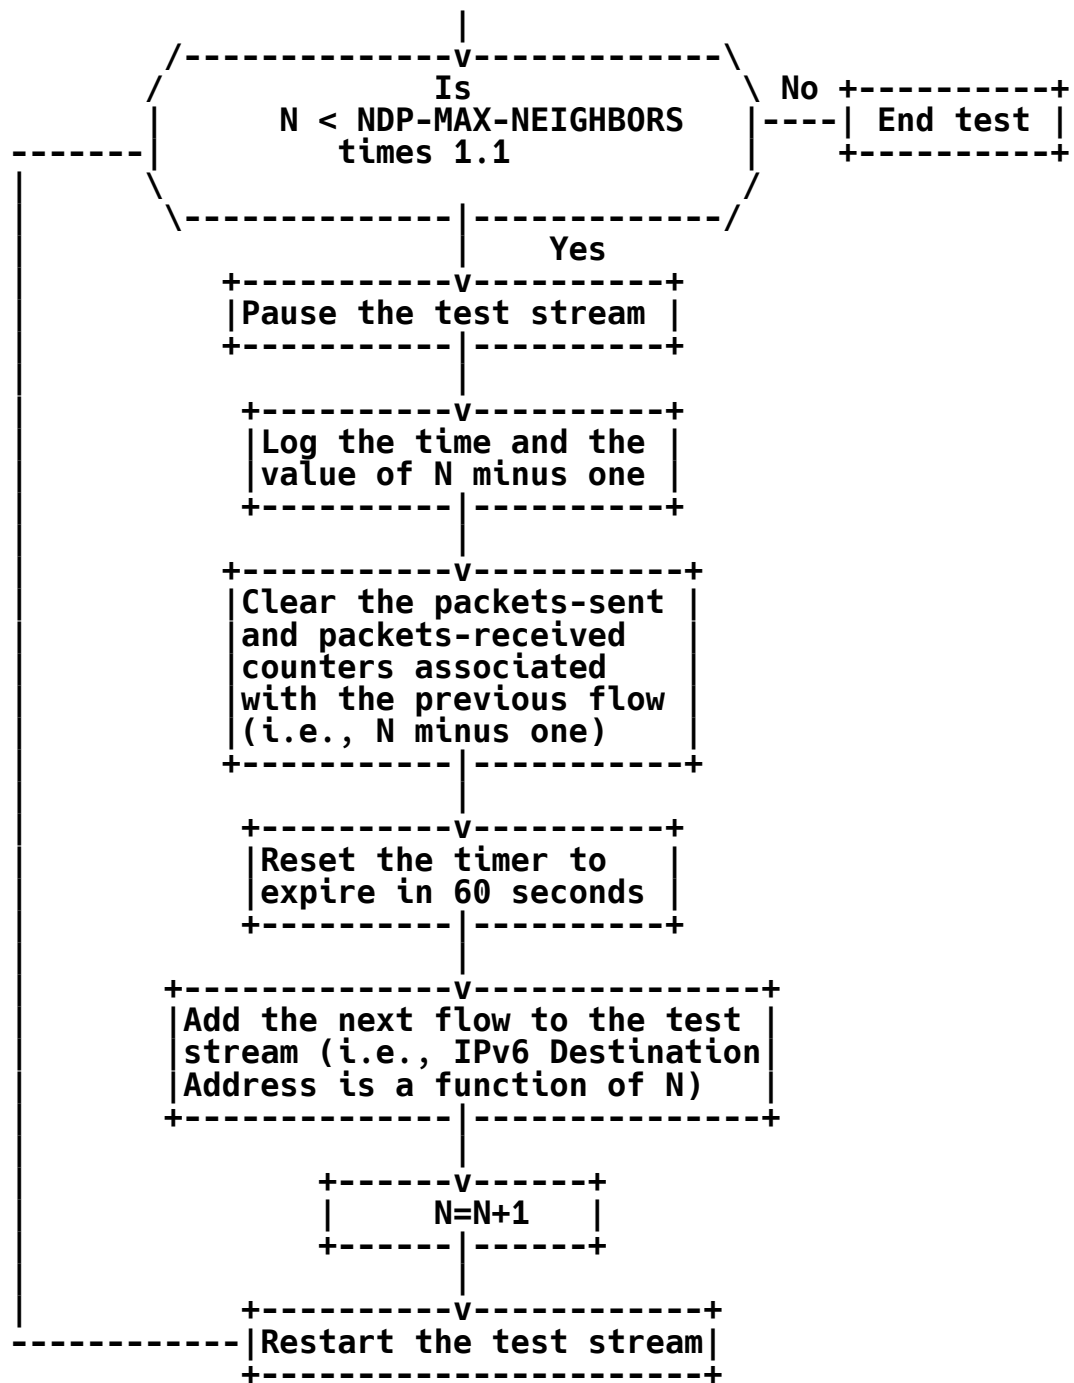 Is
No
N < NDP-MAX-NEIGHBORS
End test
times 1.1
Yes
Pause the test stream
Log the time and the
value of N minus one
Clear the packets-sent
and packets-received
counters associated
with the previous flow
(i.e., N minus one)
Reset the timer to
expire in 60 seconds
Add the next flow to the test
stream (i.e., IPv6 Destination
Address is a function of N)
N=N+1
Restart the test stream